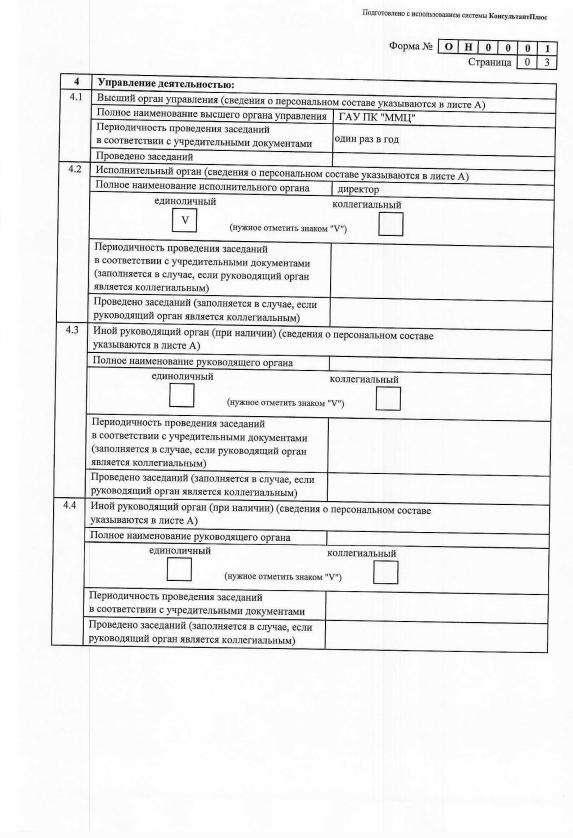 Подготовлено с использованием системы КонсультантПлюс
Форма № О Н 0 0 0 1
Страница 0 3
4 Управление деятельностью:
4.1 Высший орган управления (сведения о персональном составе указываются в листе А)
Полное наименование высшего органа управления ГАУ ПК "ММЦ"
Периодичность проведения заседаний
в соответствии с учредительными документами один раз в год
Проведено заседаний
4.2 Исполнительный орган (сведения о персональном составе указываются в листе А)
Полное наименование исполнительного органа директор
единоличный коллегиальный
V (нужное отметить знаком "V")
Периодичность проведения заседаний
в соответствии с учредительными документами
(заполняется в случае, если руководящий орган
является коллегиальным)
Проведено заседаний (заполняется в случае, если
руководящий орган является коллегиальным)
4.3 Иной руководящий орган (при наличии) (сведения о персональном составе
указываются в листе А)
Полное наименование руководящего органа
единоличный коллегиальный
(нужное отметить знаком "V")
Периодичность проведения заседаний
в соответствии с учредительными документами
(заполняется в случае, если руководящий орган
является коллегиальным)
Проведено заседаний (заполняется в случае, если
руководящий орган является коллегиальным)
4.4 Иной руководящий орган (при наличии) (сведения о персональном составе
указываются в листе А)
Полное наименование руководящего органа
единоличный коллегиальный
(нужное отметить знаком "V")
Периодичность проведения заседаний
в соответствии с учредительными документами
Проведено заседаний (заполняется в случае, если
руководящий орган является коллегиальным)